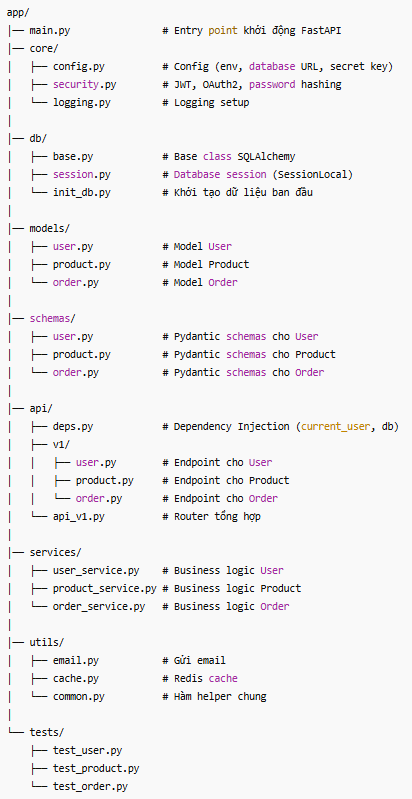 app/
|── main.py               # Entry point khởi động FastAPI
|── core/
│   ├── config.py          # Config (env, database URL, secret key)
│   ├── security.py        # JWT, OAuth2, password hashing
│   └── logging.py         # Logging setup
│
|── db/
│   ├── base.py            # Base class SQLAlchemy
│   ├── session.py         # Database session (SessionLocal)
│   └── init_db.py         # Khởi tạo dữ liệu ban đầu
│
|── models/
│   ├── user.py            # Model User
│   ├── product.py         # Model Product
│   └── order.py           # Model Order
│
|── schemas/
│   ├── user.py            # Pydantic schemas cho User
│   ├── product.py         # Pydantic schemas cho Product
│   └── order.py           # Pydantic schemas cho Order
│
|── api/
│   ├── deps.py            # Dependency Injection (current_user, db)
│   ├── v1/
│   │   ├── user.py        # Endpoint cho User
│   │   ├── product.py     # Endpoint cho Product
│   │   └── order.py       # Endpoint cho Order
│   └── api_v1.py          # Router tổng hợp
│
|── services/
│   ├── user_service.py    # Business logic User
│   ├── product_service.py # Business logic Product
│   └── order_service.py   # Business logic Order
│
|── utils/
│   ├── email.py           # Gửi email
│   ├── cache.py           # Redis cache
│   └── common.py          # Hàm helper chung
│
└── tests/
    ├── test_user.py
    ├── test_product.py
    └── test_order.py